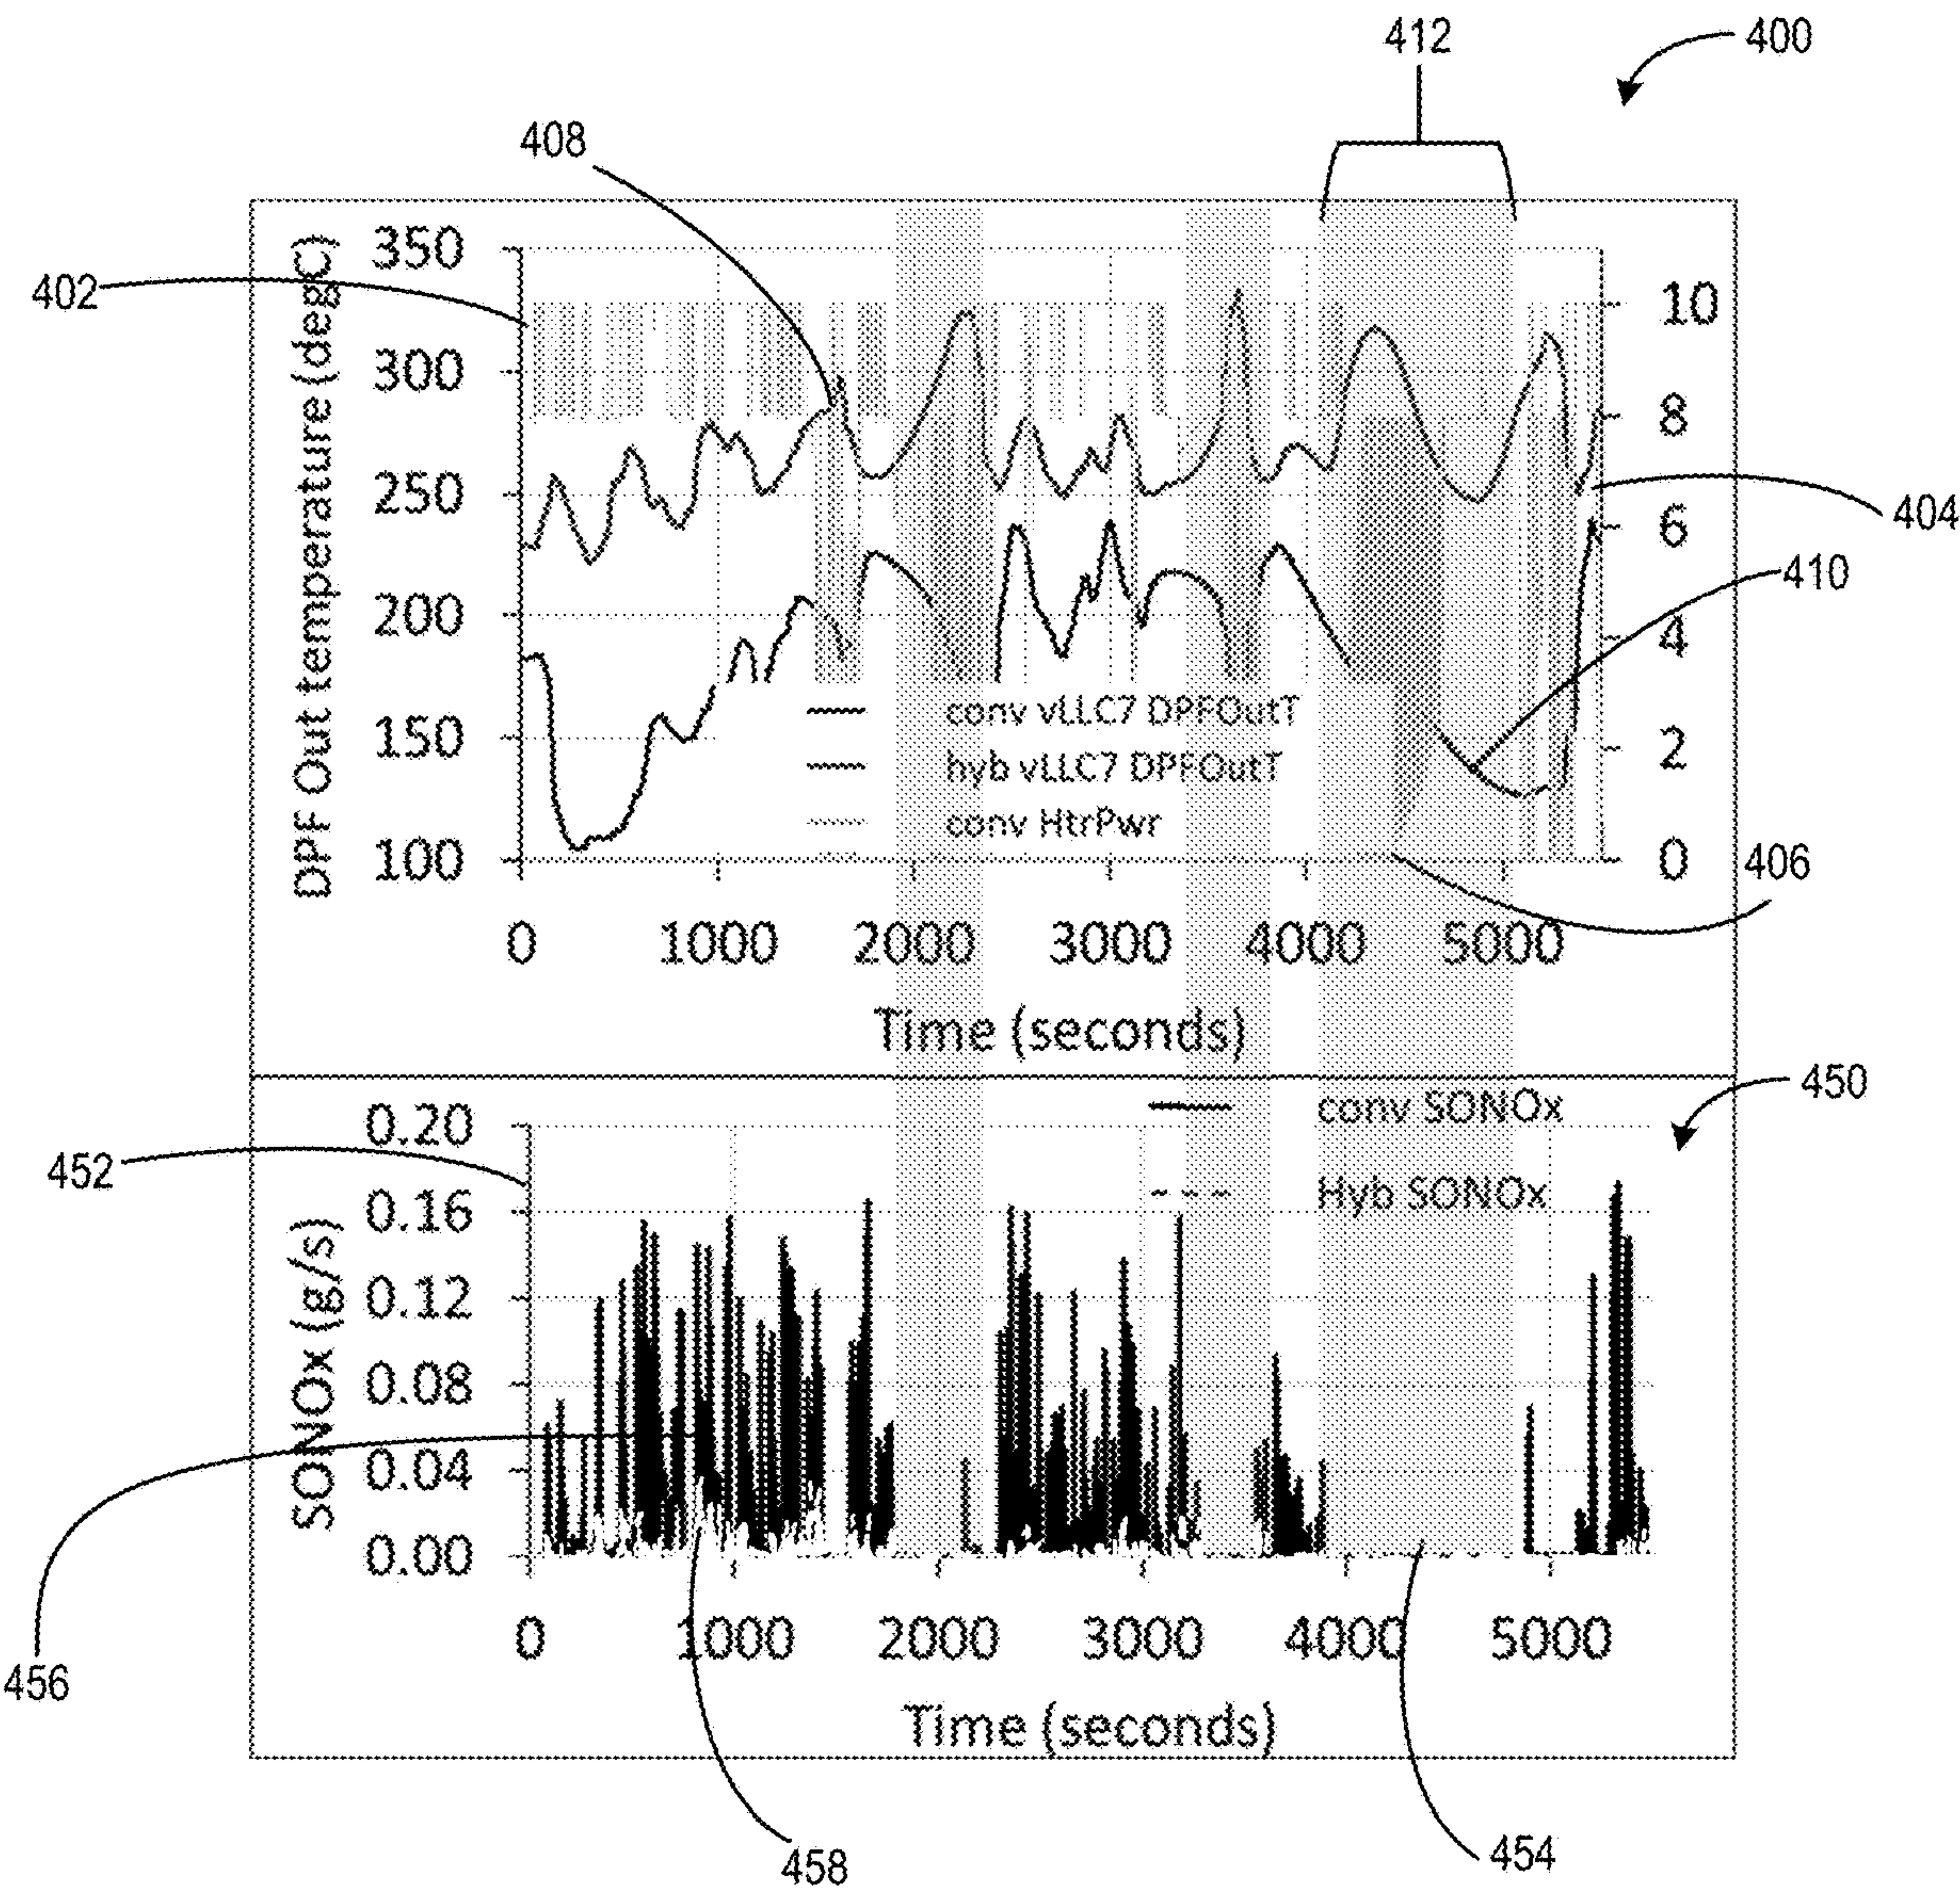 412
400
408
402
DPF Out temperature (degC)
350
300
250
200
150
100
10
8
6
4
2
0
404
410
406
conv vLLC7 DPFOutT
hyb vLLC7 DPFOutT
conv HtrPwr
0 1000 2000 3000 4000 5000
Time (seconds)
450
conv SONOx
Hyb SONOx
452
SONOx (g/s)
0.20
0.16
0.12
0.08
0.04
0.00
0 1000 2000 3000 4000 5000
Time (seconds)
456
458
454